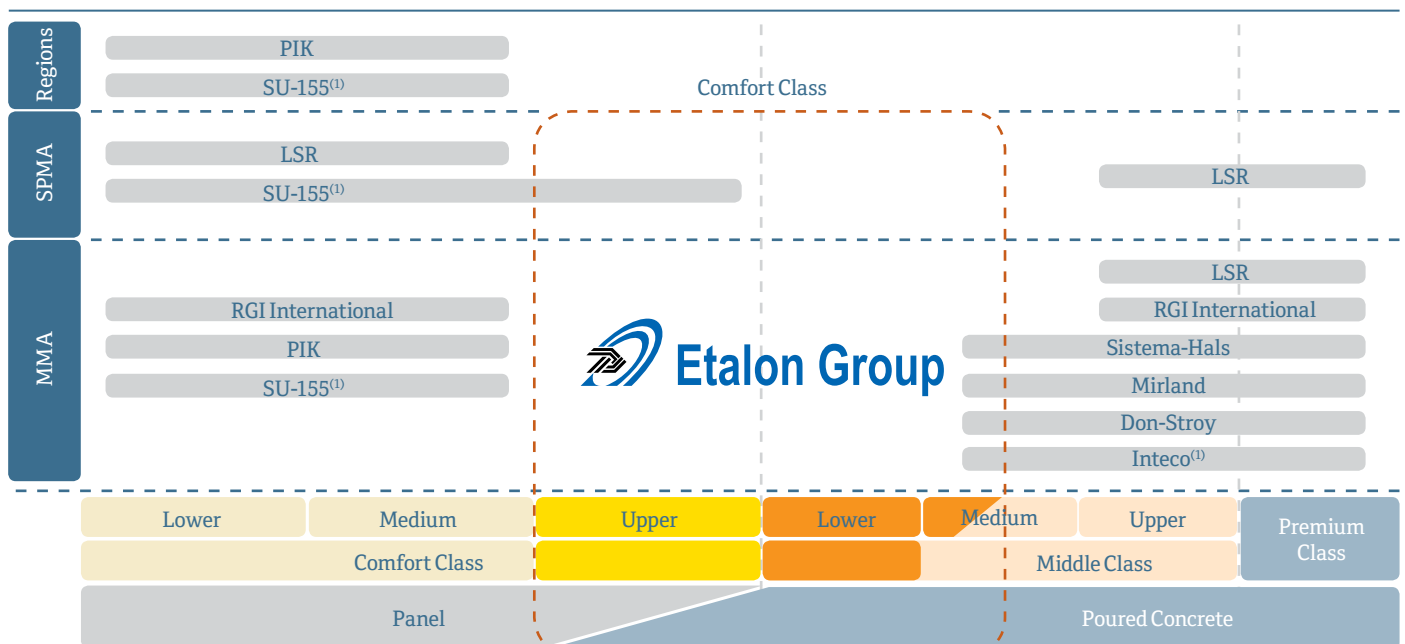 Regions
PIK
SU-155(1)
Comfort Class
SPMA
LSR
SU-155(1)
LSR
MMA
LSR
RGI International
RGI International
PIK
Sistema-Hals
SU-155(1)
Mirland
Don-Stroy
Inteco(1)
Etalon Group
Lower Medium Upper Lower Medium Upper Premium
Class
Comfort Class Middle Class
Panel Poured Concrete